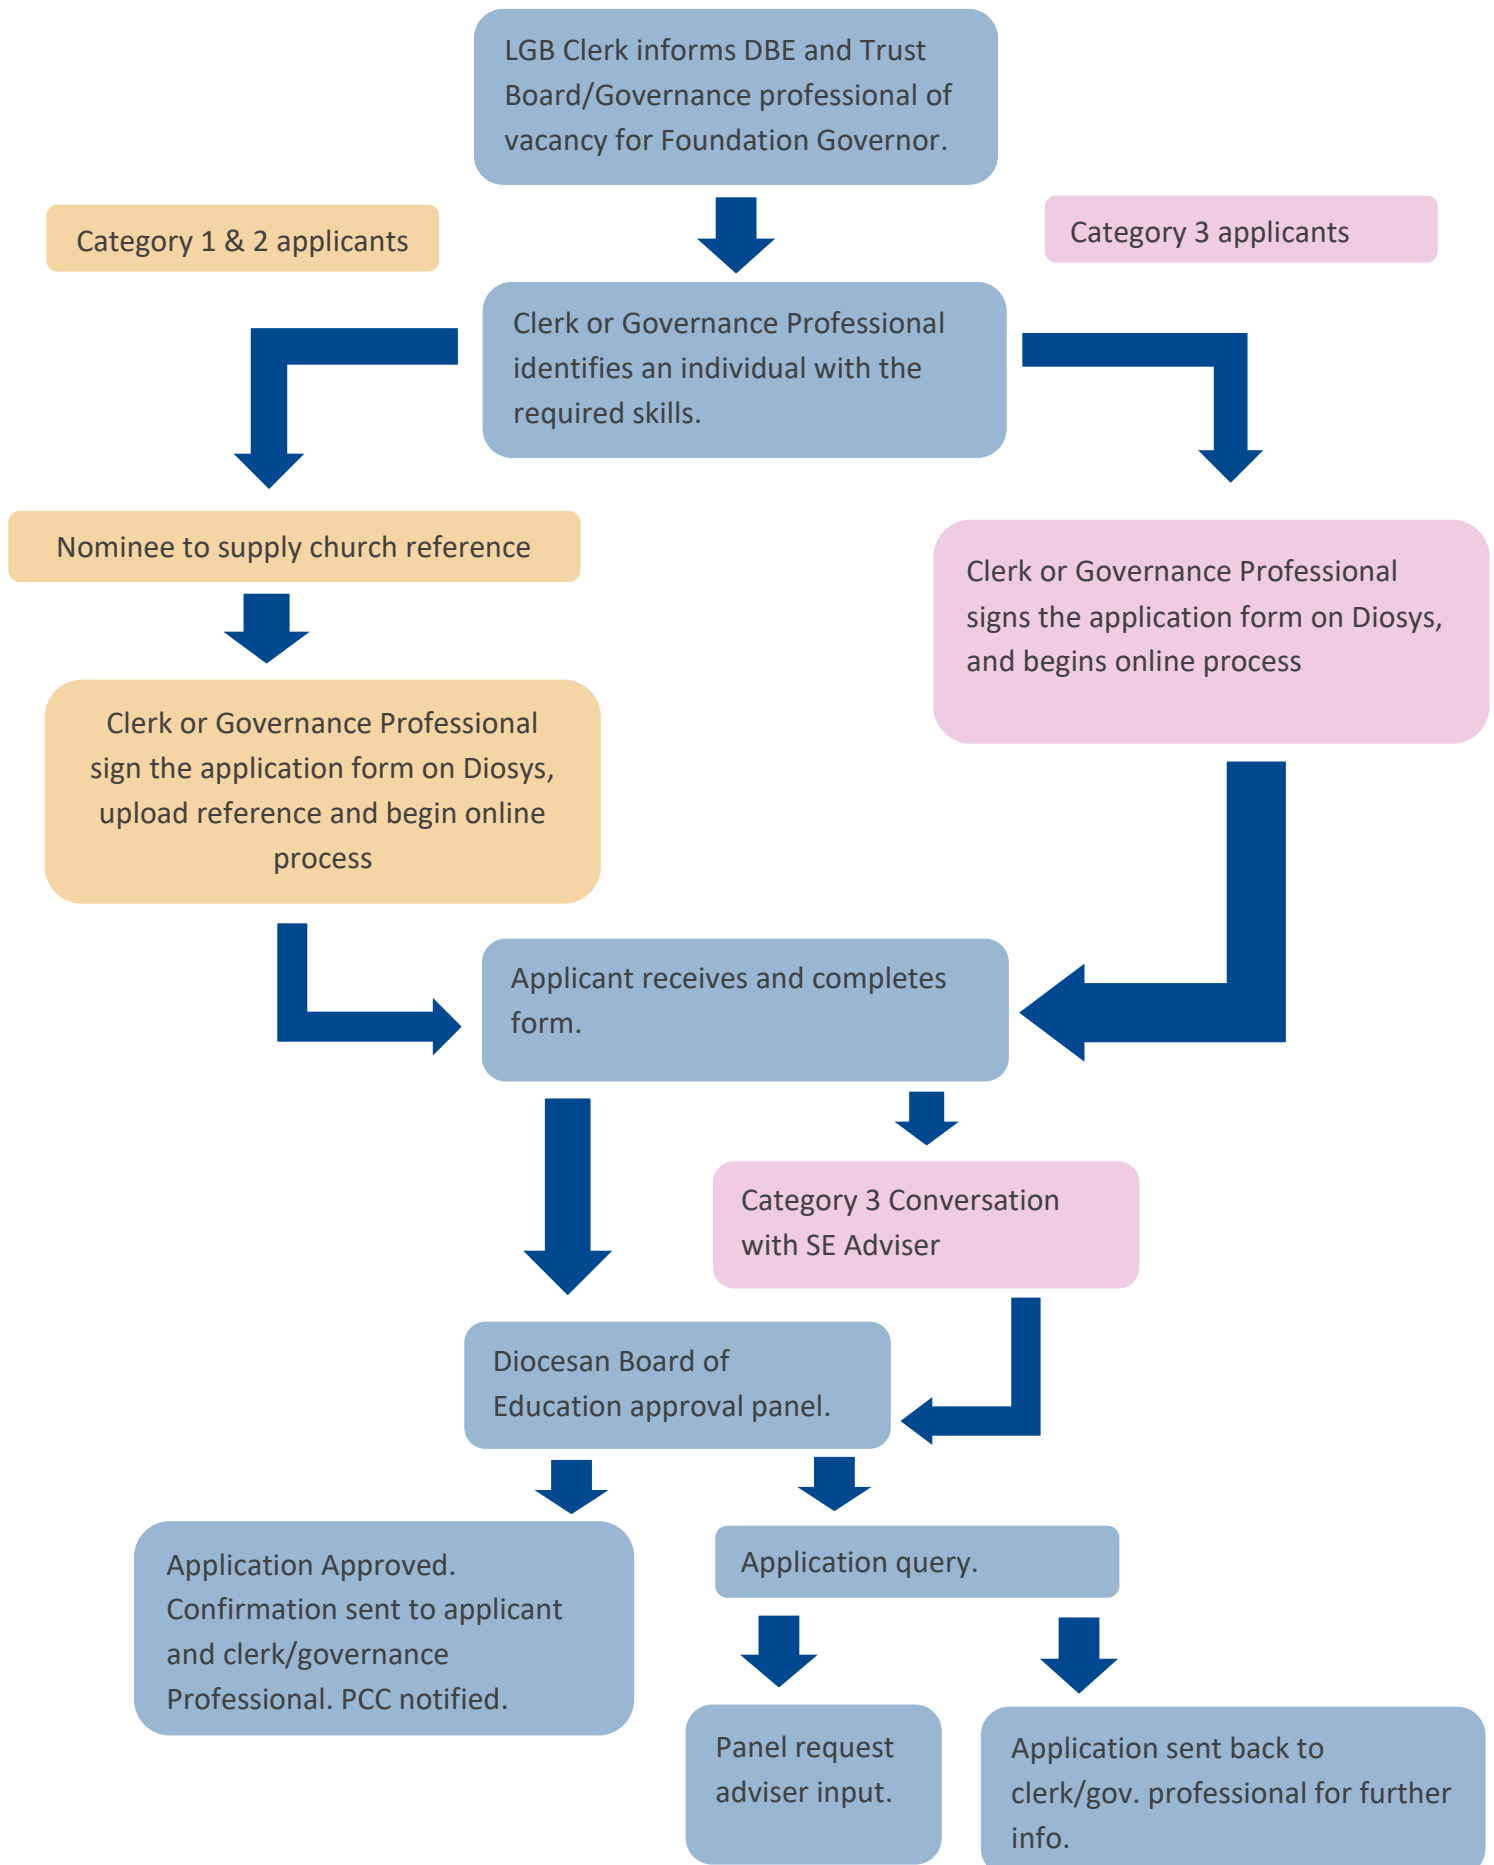 LGB Clerk informs DBE and Trust
Board/Governance professional of
vacancy for Foundation Governor.
Category 1 & 2 applicants
Category 3 applicants
Clerk or Governance Professional
identifies an individual with the
required skills.
Nominee to supply church reference
Clerk or Governance Professional
signs the application form on Diosys,
and begins online process
Clerk or Governance Professional
sign the application form on Diosys,
upload reference and begin online
process
Applicant receives and completes
form.
Category 3 Conversation
with SE Adviser
Diocesan Board of
Education approval panel.
Application Approved.
Confirmation sent to applicant
and clerk/governance
Professional. PCC notified.
Application query.
Panel request
adviser input.
Application sent back to
clerk/gov. professional for further
info.